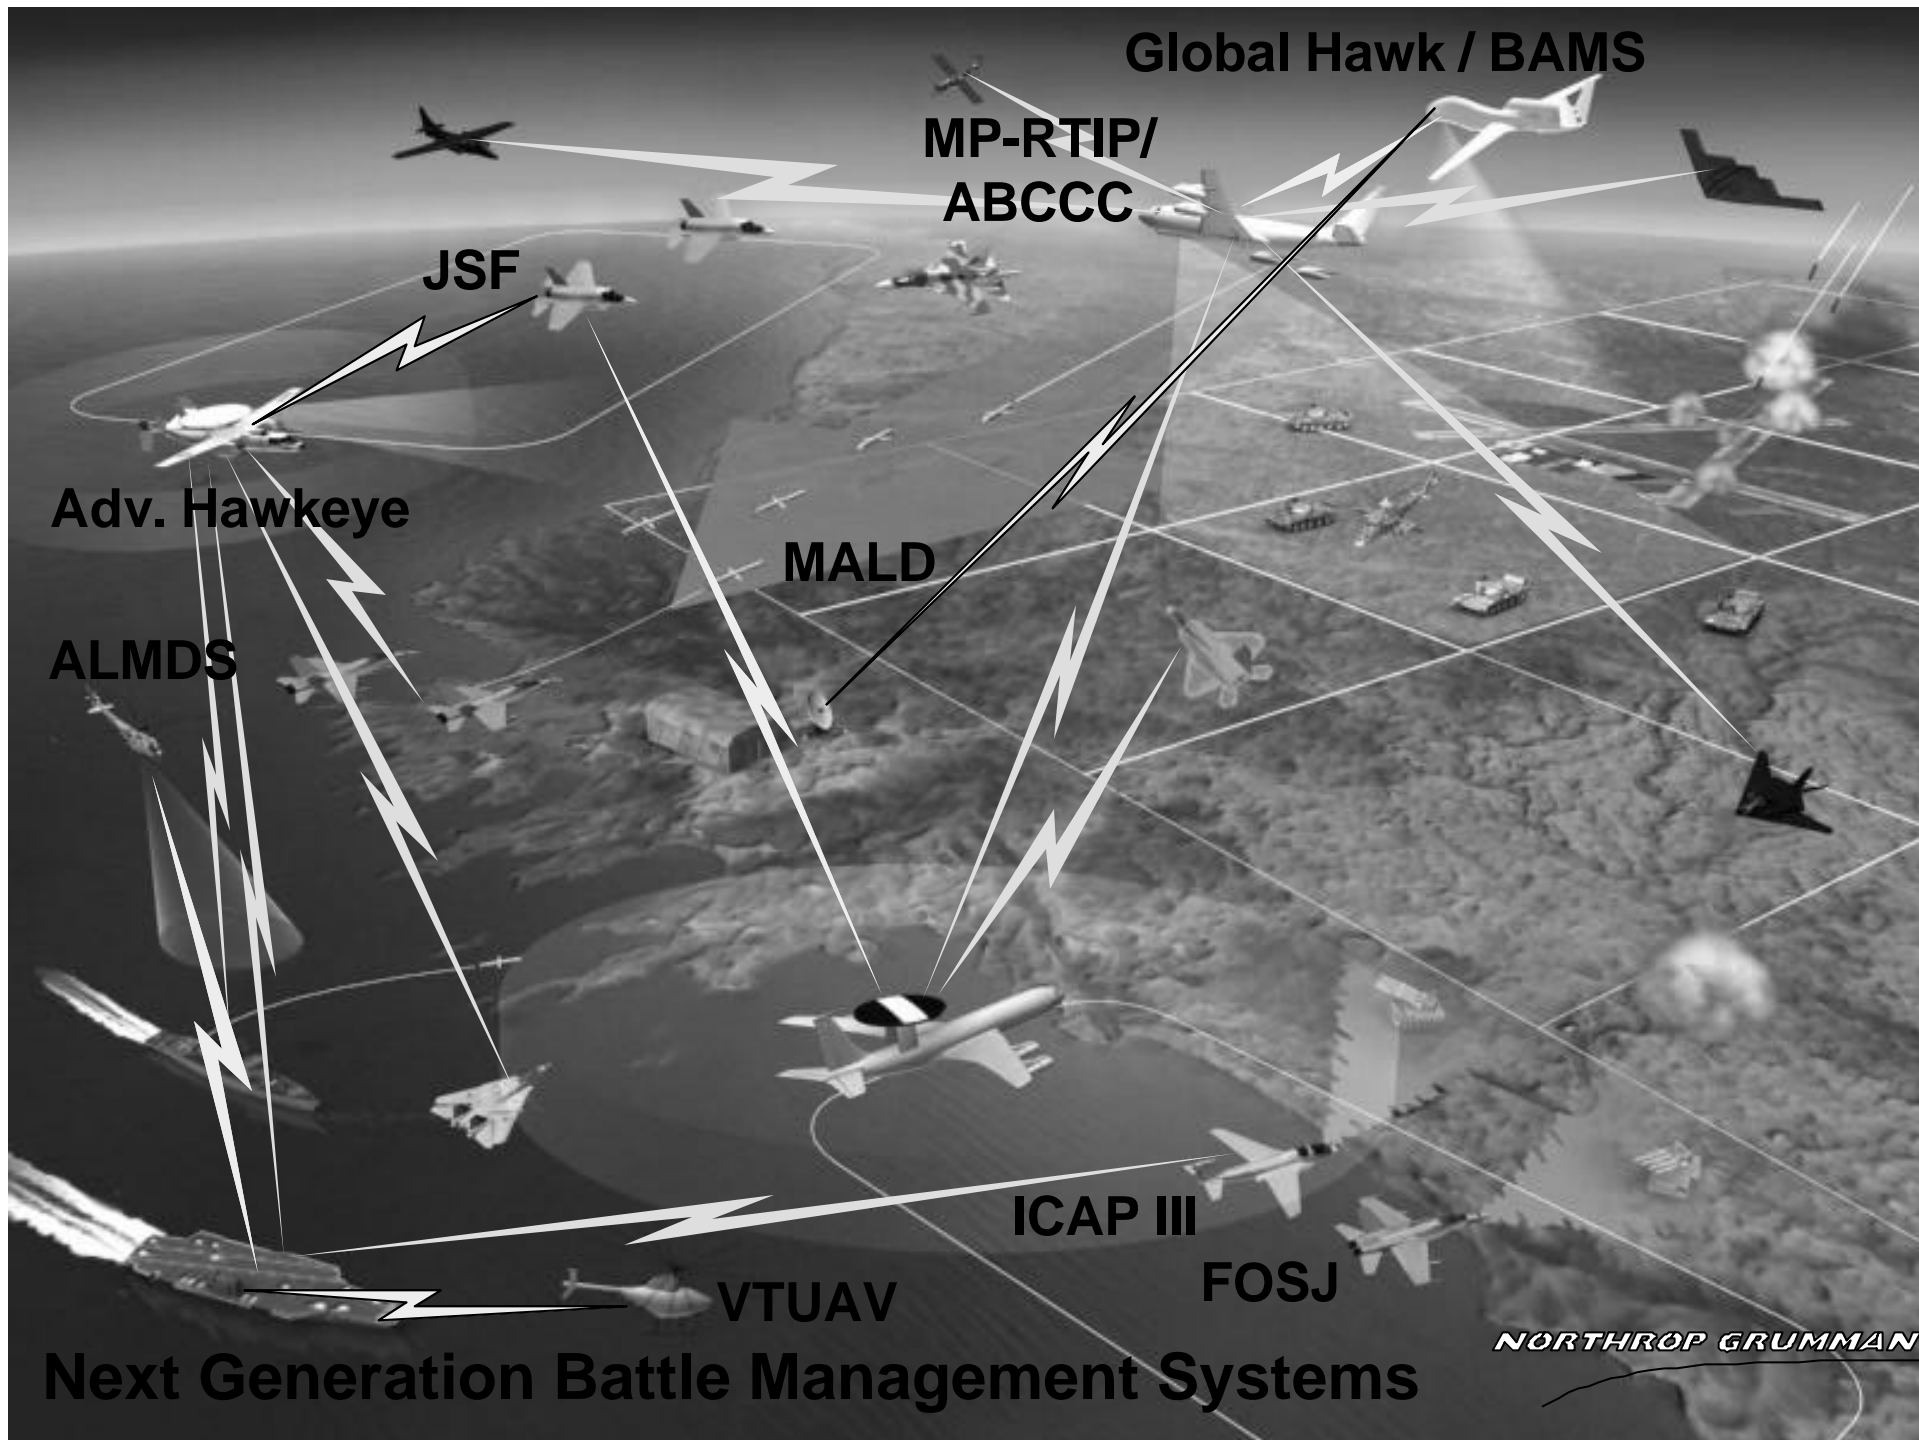 Global Hawk / BAMS
MP-RTIP/
ABCCC
JSF
Adv. Hawkeye
MALD
ALMDS
ICAP III
FOSJ
VTUAV
NORTHROP GRUMMAN
Next Generation Battle Management Systems